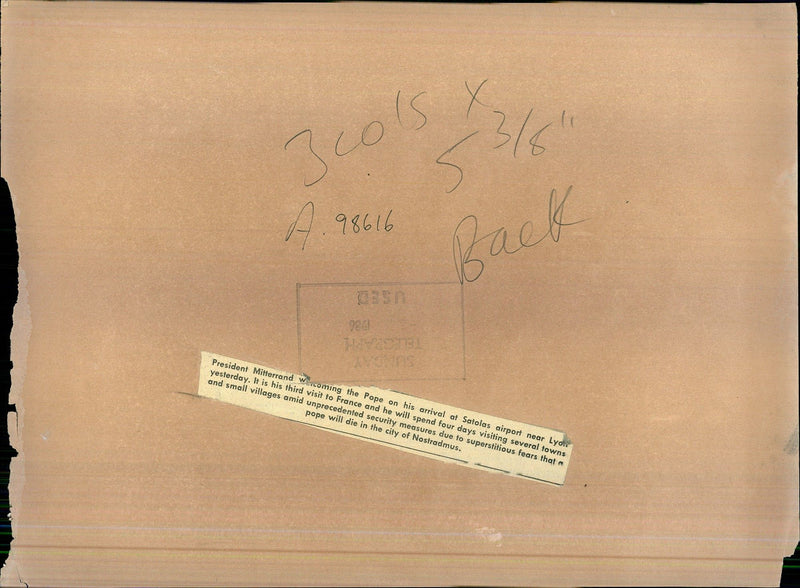 3 cols x
5 3/8"
A. 98616
Back
SUNDAY
TELEGRAPH
1986
USED
President Mitterrand welcoming the Pope on his arrival at Satolas airport near Lyon
yesterday. It is his third visit to France and he will spend four days visiting several towns
and small villages amid unprecedented security measures due to superstitious fears that a
pope will die in the city of Nostradmus.